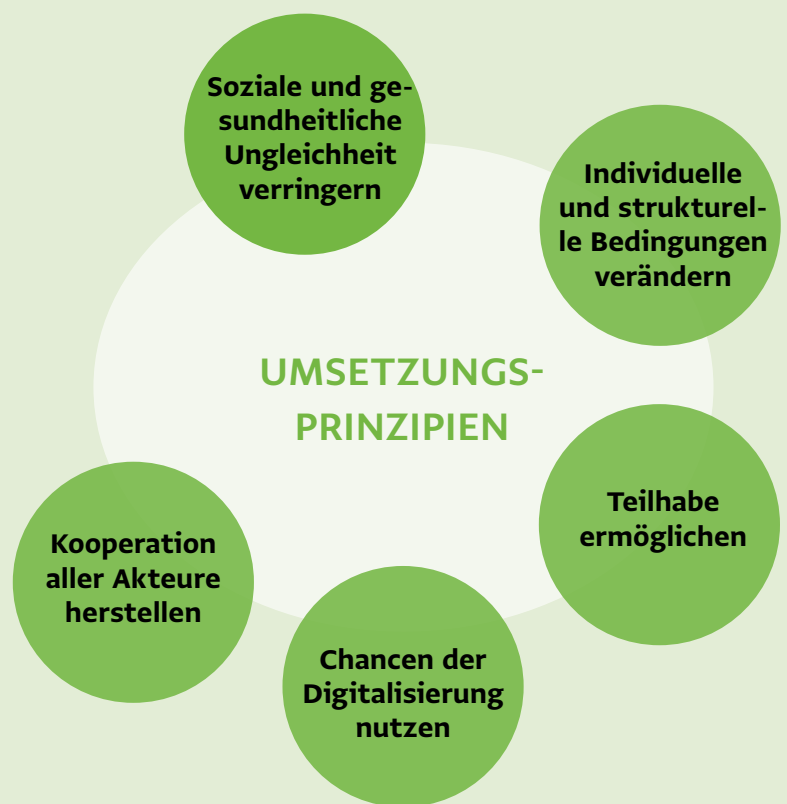 Soziale und ge-
sundheitliche
Ungleichheit
verringern
Individuelle
und strukturel-
le Bedingungen
verändern
UMSETZUNGS-
PRINZIPIEN
Teilhabe
ermöglichen
Kooperation
aller Akteure
herstellen
Chancen der
Digitalisierung
nutzen